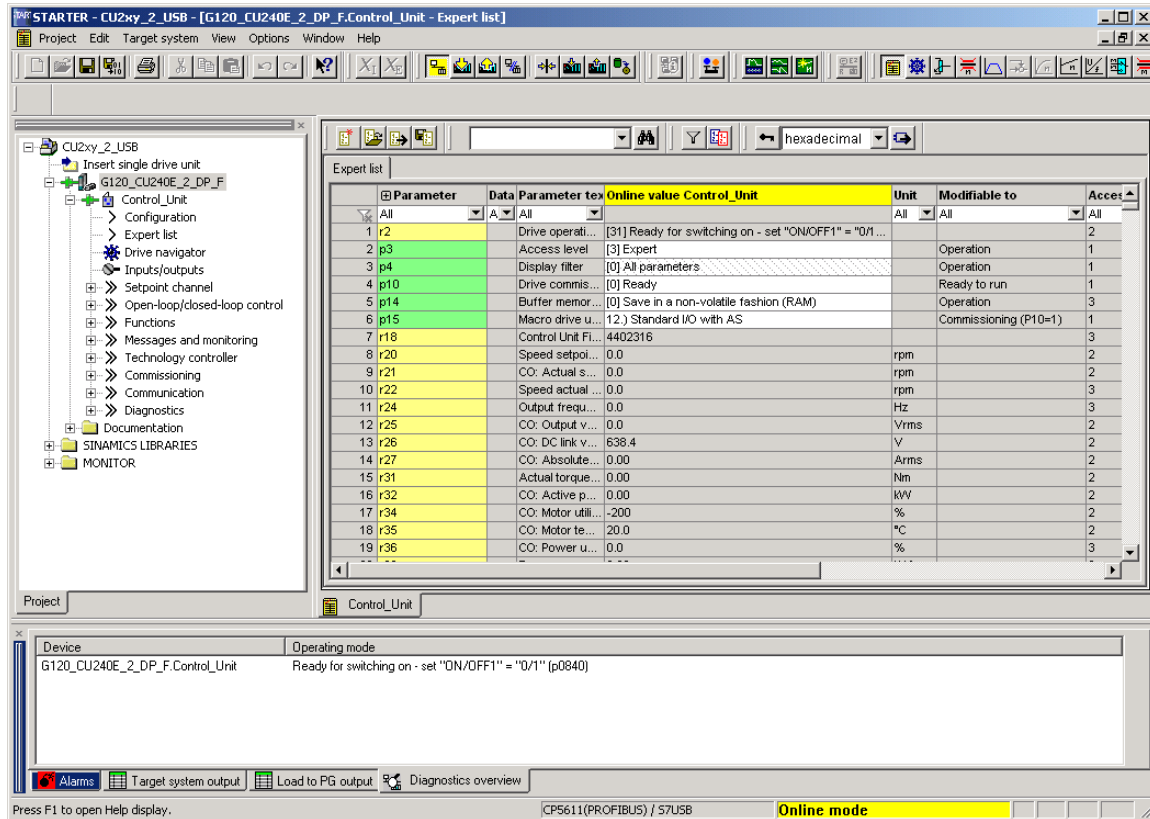 STARTER - CU2xy_2_USB - [G120_CU240E_2_DP_F.Control_Unit - Expert list]
Project Edit Target system View Options Window Help
hexadecimal
CU2xy_2_USB
Insert single drive unit
G120_CU240E_2_DP_F
Control_Unit
Configuration
Expert list
Drive navigator
Inputs/outputs
Setpoint channel
Open-loop/closed-loop control
Functions
Messages and monitoring
Technology controller
Commissioning
Communication
Diagnostics
Documentation
SINAMICS LIBRARIES
MONITOR
Project
Expert list
Parameter Data Parameter tex Online value Control_Unit Unit Modifiable to Acces
All A All All All All
1 r2 Drive operati... [31] Ready for switching on - set "ON/OFF1" = "0/1... 2
2 p3 Access level [3] Expert Operation 1
3 p4 Display filter [0] All parameters Operation 1
4 p10 Drive commis... [0] Ready Ready to run 1
5 p14 Buffer memor... [0] Save in a non-volatile fashion (RAM) Operation 3
6 p15 Macro drive u... 12.) Standard I/O with AS Commissioning (P10=1) 1
7 r18 Control Unit Fi... 4402316 3
8 r20 Speed setpoi... 0.0 rpm 2
9 r21 CO: Actual s... 0.0 rpm 2
10 r22 Speed actual ... 0.0 rpm 3
11 r24 Output frequ... 0.0 Hz 3
12 r25 CO: Output v... 0.0 Vrms 2
13 r26 CO: DC link v... 638.4 V 2
14 r27 CO: Absolute... 0.00 Arms 2
15 r31 Actual torque... 0.00 Nm 2
16 r32 CO: Active p... 0.00 kW 2
17 r34 CO: Motor utili... -200 % 2
18 r35 CO: Motor te... 20.0 °C 2
19 r36 CO: Power u... 0.0 % 3
Control_Unit
Device Operating mode
G120_CU240E_2_DP_F.Control_Unit Ready for switching on - set "ON/OFF1" = "0/1" (p0840)
Alarms Target system output Load to PG output Diagnostics overview
Press F1 to open Help display. CP5611(PROFIBUS) / S7USB Online mode